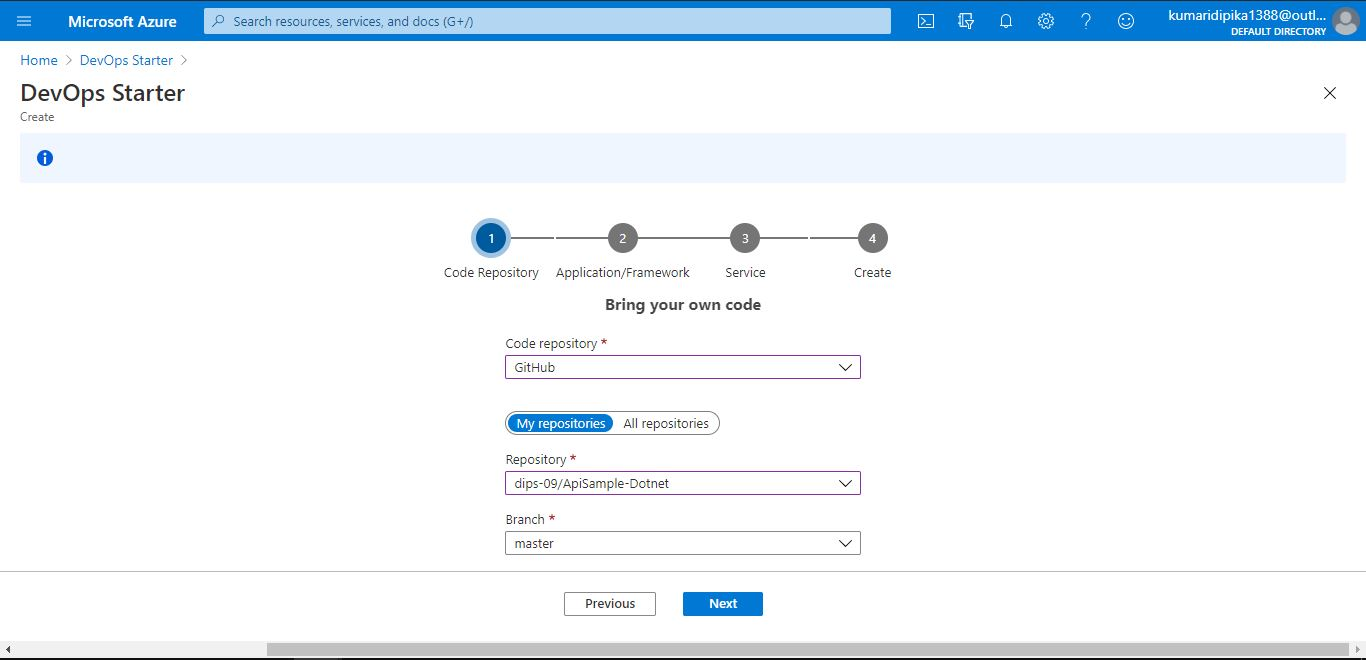 Microsoft Azure
Search resources, services, and docs (G+/)
kumaridipika1388@outl...
DEFAULT DIRECTORY
Home > DevOps Starter >
DevOps Starter
Create
1 2 3 4
Code Repository Application/Framework Service Create
Bring your own code
Code repository *
GitHub
My repositories All repositories
Repository *
dips-09/ApiSample-Dotnet
Branch *
master
Previous Next